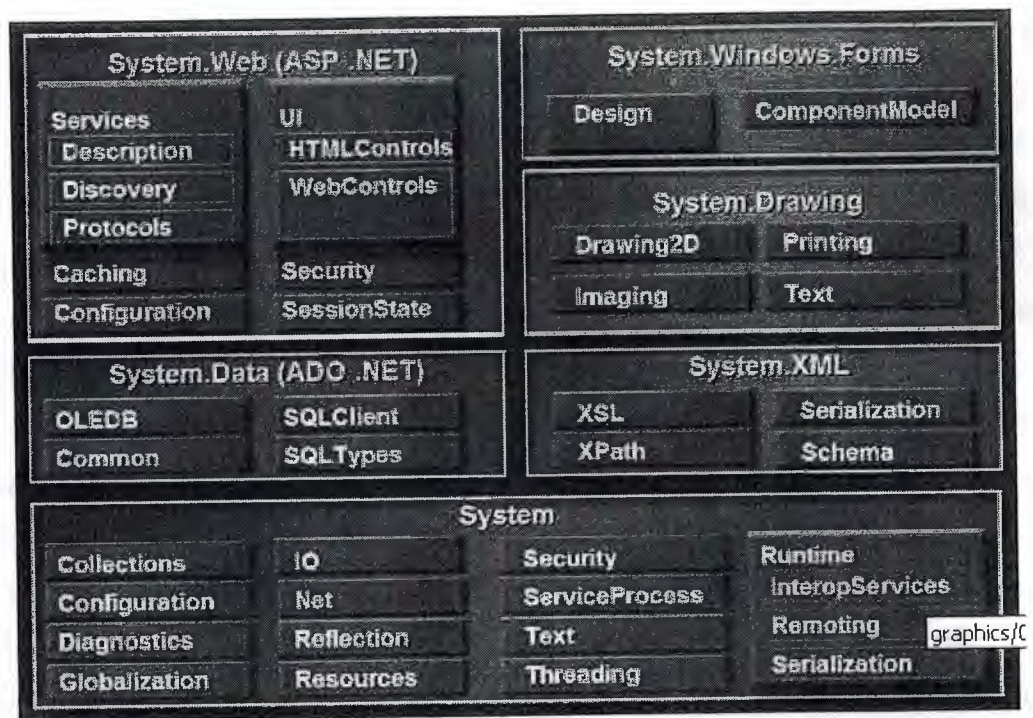 System.Web (ASP .NET)
Services
Description
Discovery
Protocols
Caching
Configuration
UI
HTMLControls
WebControls
Security
SessionState
System.Windows.Forms
Design
ComponentModel
System.Drawing
Drawing2D
Printing
Imaging
Text
System.Data (ADO .NET)
OLEDB
SQLClient
Common
SQLTypes
System.XML
XSL
Serialization
XPath
Schema
System
Collections
Configuration
Diagnostics
Globalization
IO
Net
Reflection
Resources
Security
ServiceProcess
Text
Threading
Runtime
InteropServices
Remoting
Serialization
graphics/C